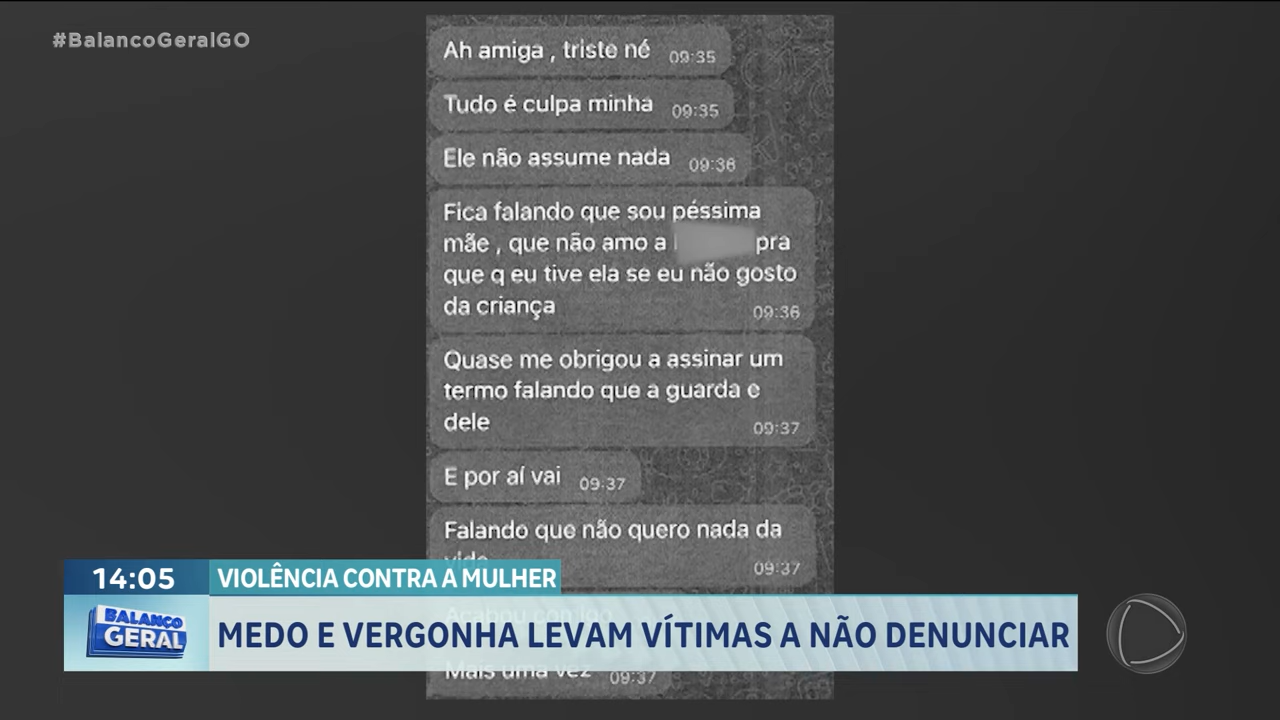 #BalancoGeralGO
Ah amiga , triste né 09:35
Tudo é culpa minha 09:35
Ele não assume nada 09:36
Fica falando que sou péssima
mãe , que não amo a pra
que q eu tive ela se eu não gosto
da criança 09:36
Quase me obrigou a assinar um
termo falando que a guarda e
dele 09:37
E por aí vai 09:37
Falando que não quero nada da
vida 09:37
Acabou comigo
Mais uma vez 09:37
14:05 VIOLÊNCIA CONTRA A MULHER
BALANÇO
GERAL
MEDO E VERGONHA LEVAM VÍTIMAS A NÃO DENUNCIAR